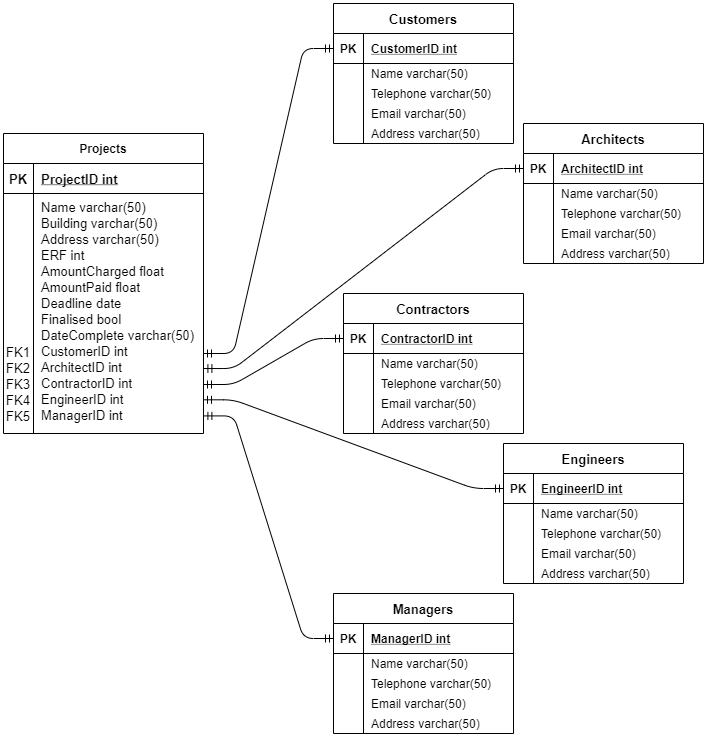 Customers
PK CustomerID int
Name varchar(50)
Telephone varchar(50)
Email varchar(50)
Address varchar(50)
Projects
PK ProjectID int
Name varchar(50)
Building varchar(50)
Address varchar(50)
ERF int
AmountCharged float
AmountPaid float
Deadline date
Finalised bool
DateComplete varchar(50)
FK1 CustomerID int
FK2 ArchitectID int
FK3 ContractorID int
FK4 EngineerID int
FK5 ManagerID int
Architects
PK ArchitectID int
Name varchar(50)
Telephone varchar(50)
Email varchar(50)
Address varchar(50)
Contractors
PK ContractorID int
Name varchar(50)
Telephone varchar(50)
Email varchar(50)
Address varchar(50)
Engineers
PK EngineerID int
Name varchar(50)
Telephone varchar(50)
Email varchar(50)
Address varchar(50)
Managers
PK ManagerID int
Name varchar(50)
Telephone varchar(50)
Email varchar(50)
Address varchar(50)